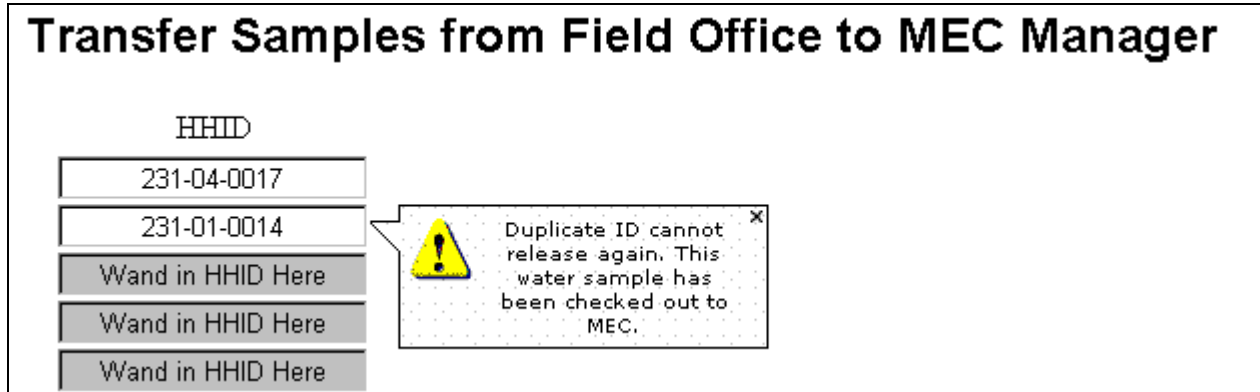 Transfer Samples from Field Office to MEC Manager
HHID
231-04-0017
231-01-0014
Duplicate ID cannot
release again. This
water sample has
been checked out to
MEC.
Wand in HHID Here
Wand in HHID Here
Wand in HHID Here